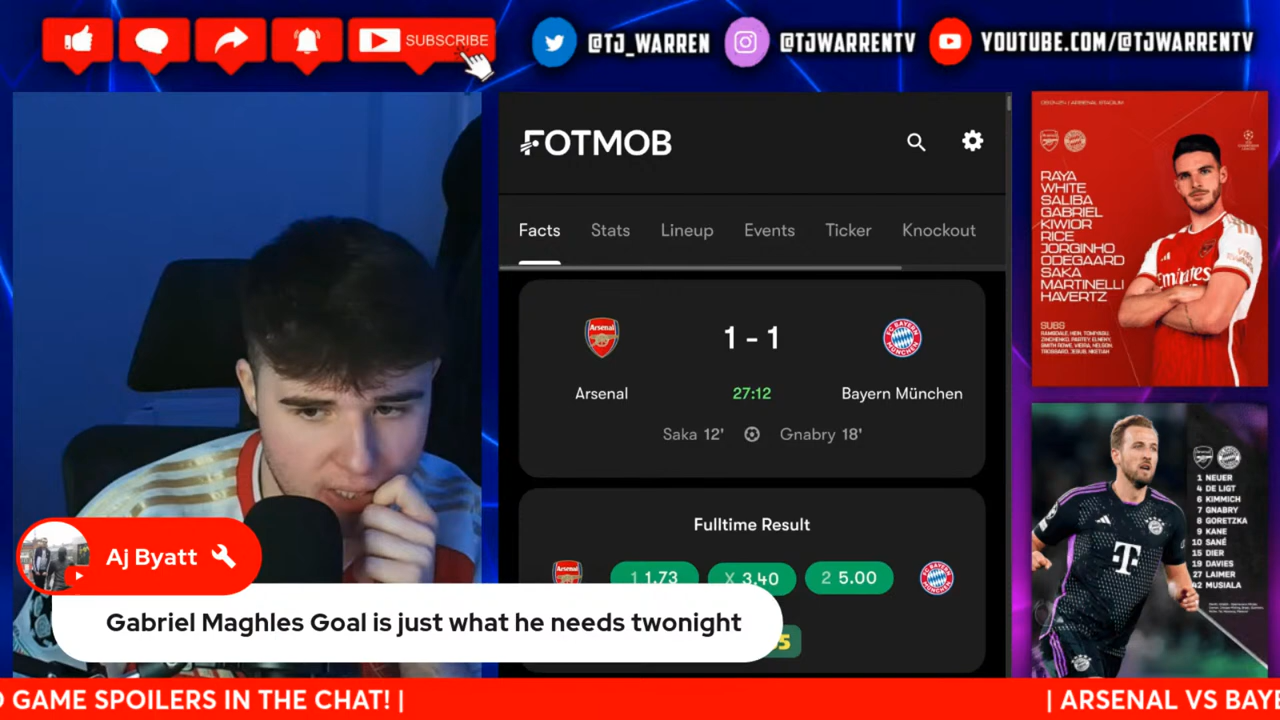 SUBSCRIBE
@TJ_WARREN
@TJWARRENTV
YOUTUBE.COM/@TJWARRENTV
FOTMOB
Facts Stats Lineup Events Ticker Knockout
Arsenal
1 - 1
Arsenal
27:12
Bayern München
Saka 12'
Gnabry 18'
Fulltime Result
1 1.73
X 3.40
2 5.00
5
Aj Byatt
Gabriel Maghles Goal is just what he needs twonight
RAYA
WHITE
SALIBA
GABRIEL
KIWIOR
RICE
JORGINHO
ODEGAARD
SAKA
MARTINELLI
HAVERTZ
SUBS
Emirates
1 NEUER
4 DE LIGT
6 KIMMICH
7 GNABRY
8 GORETZKA
9 KANE
10 SANÉ
15 DIER
19 DAVIES
27 LAIMER
42 MUSIALA
GAME SPOILERS IN THE CHAT! |
| ARSENAL VS BAYE